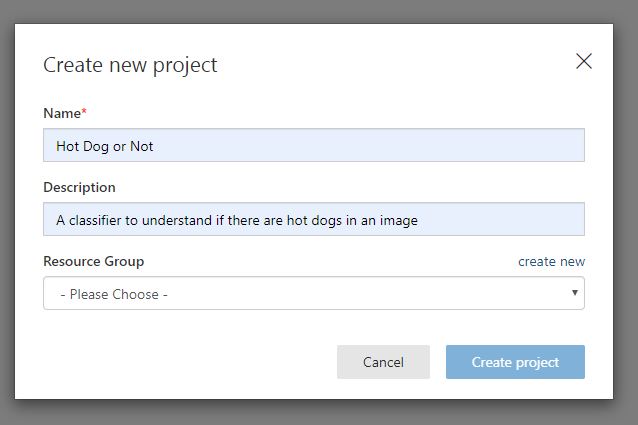 Create new project
Name*
Hot Dog or Not
Description
A classifier to understand if there are hot dogs in an image
Resource Group create new
- Please Choose -
Cancel Create project